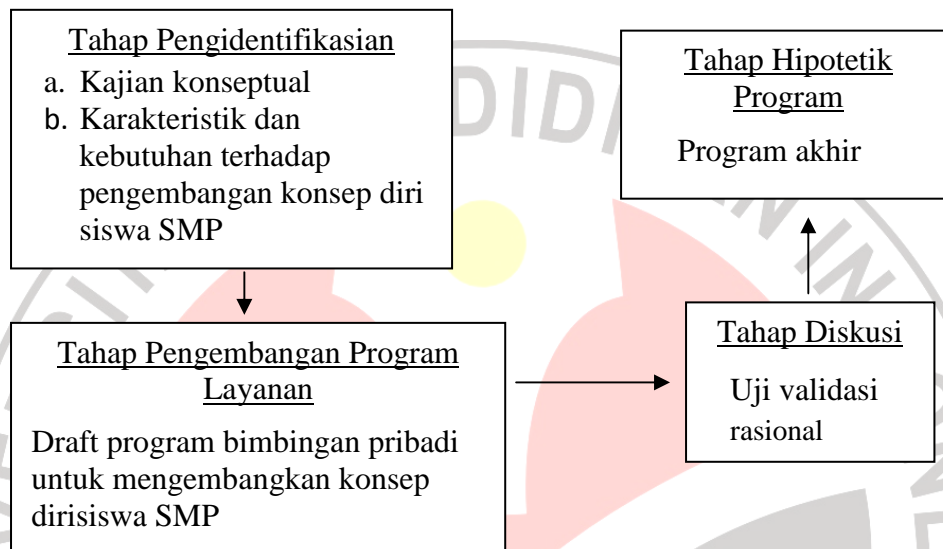 Tahap Pengidentifikasian
a. Kajian konseptual
b. Karakteristik dan
kebutuhan terhadap
pengembangan konsep diri
siswa SMP
Tahap Pengembangan Program
Layanan
Draft program bimbingan pribadi
untuk mengembangkan konsep
dirisiswa SMP
Tahap Diskusi
Uji validasi
rasional
Tahap Hipotetik
Program
Program akhir